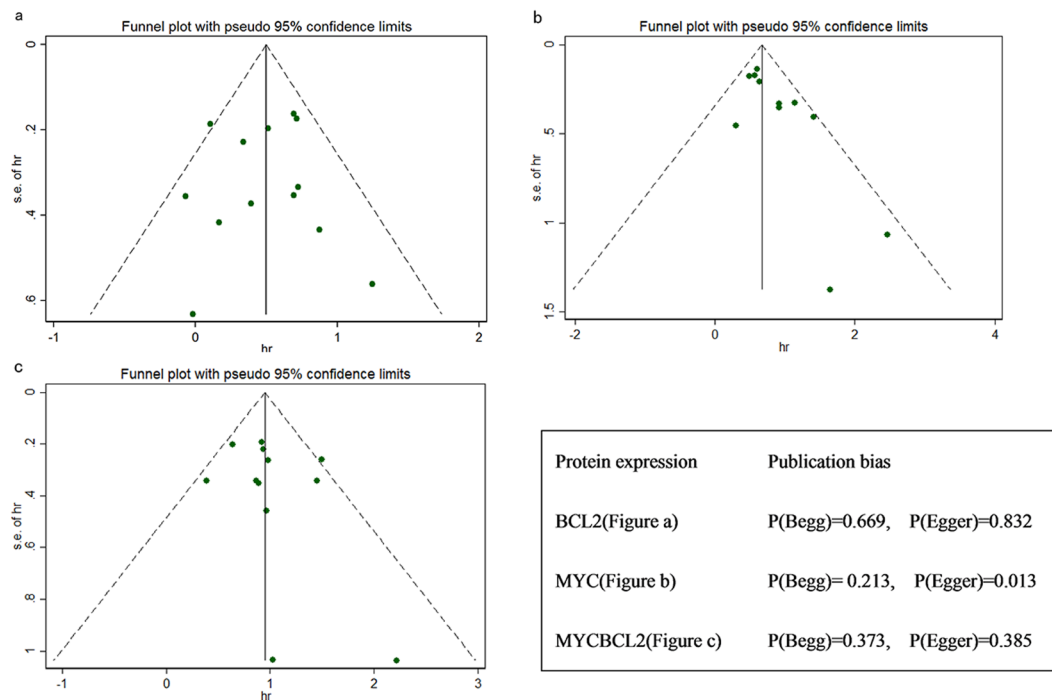 a
Funnel plot with pseudo 95% confidence limits
0
.2
.4
.6
s.e. of hr
-1
0
1
2
hr
b
Funnel plot with pseudo 95% confidence limits
0
.5
1
1.5
s.e. of hr
-2
0
2
4
hr
c
Funnel plot with pseudo 95% confidence limits
0
.2
.4
.6
.8
1
s.e. of hr
-1
0
1
2
3
hr
Protein expression Publication bias
BCL2(Figure a) P(Begg)=0.669, P(Egger)=0.832
MYC(Figure b) P(Begg)= 0.213, P(Egger)=0.013
MYCBCL2(Figure c) P(Begg)=0.373, P(Egger)=0.385